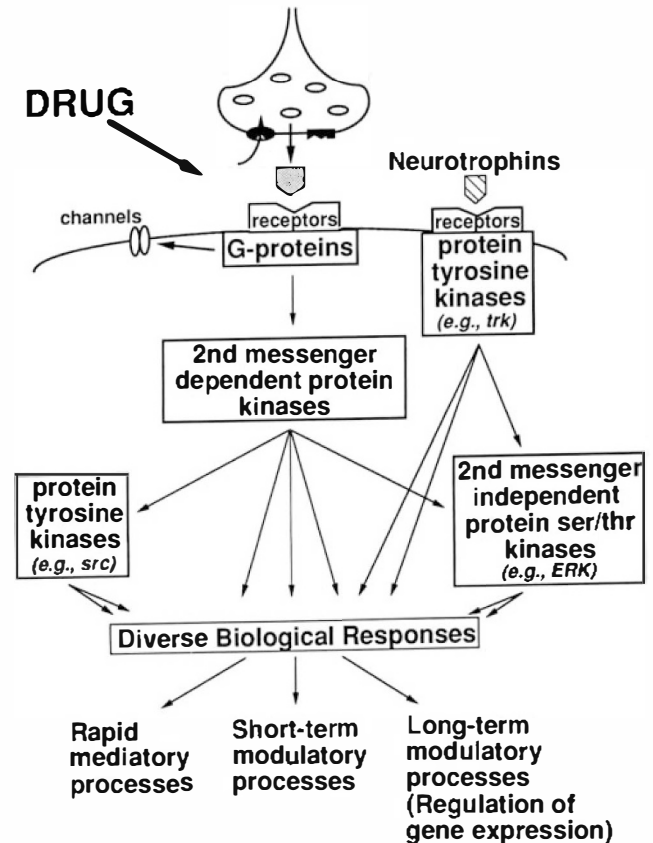 DRUG
Neurotrophins
channels
receptors
G-proteins
receptors
protein
tyrosine
kinases
(e.g., trk)
2nd messenger
dependent protein
kinases
protein
tyrosine
kinases
(e.g., src)
2nd messenger
independent
protein ser/thr
kinases
(e.g., ERK)
Diverse Biological Responses
Rapid
mediatory
processes
Short-term
modulatory
processes
Long-term
modulatory
processes
(Regulation of
gene expression)